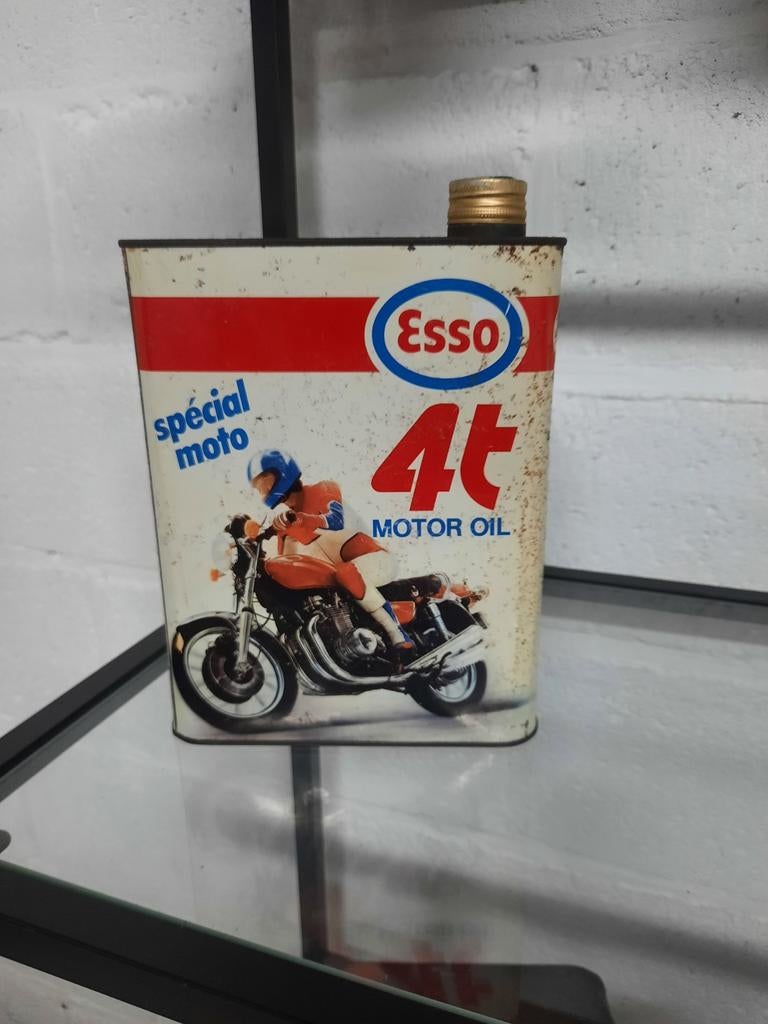 Esso
spécial
moto
4t
MOTOR OIL